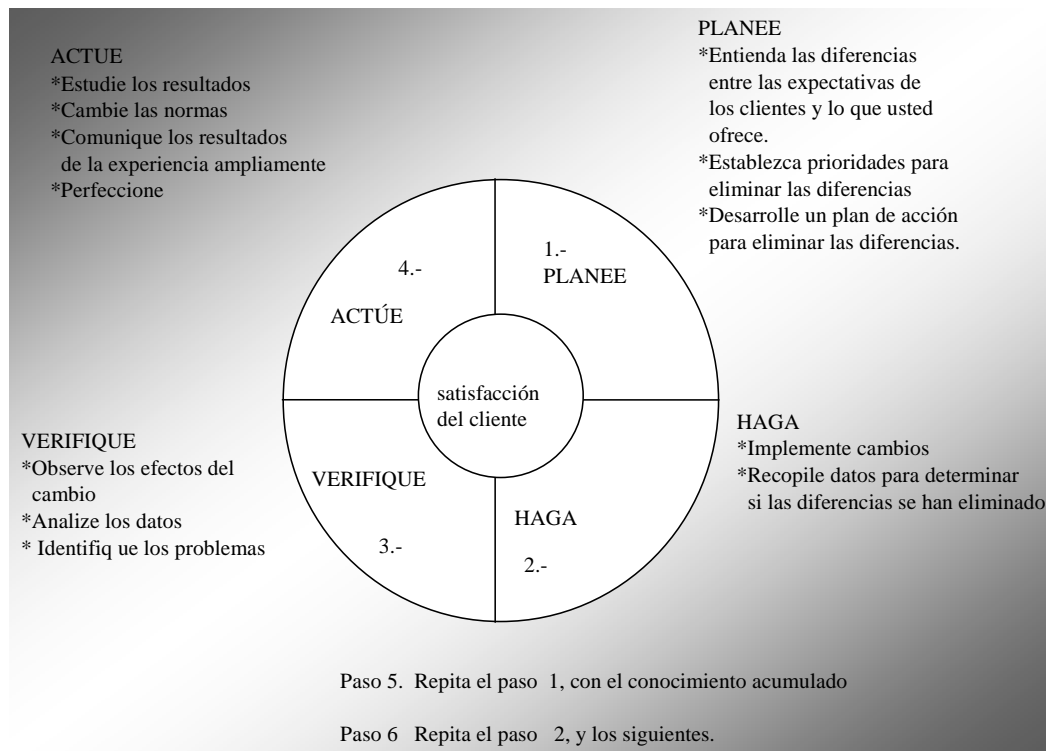 ACTUE
*Estudie los resultados
*Cambie las normas
*Comunique los resultados
de la experiencia ampliamente
*Perfeccione
PLANEE
*Entienda las diferencias
entre las expectativas de
los clientes y lo que usted
ofrece.
*Establezca prioridades para
eliminar las diferencias
*Desarrolle un plan de acción
para eliminar las diferencias.
4.-
ACTÚE
1.-
PLANEE
satisfacción
del cliente
VERIFIQUE
*Observe los efectos del
cambio
*Analize los datos
* Identifiq ue los problemas
VERIFIQUE
3.-
HAGA
2.-
HAGA
*Implemente cambios
*Recopile datos para determinar
si las diferencias se han eliminado
Paso 5. Repita el paso 1, con el conocimiento acumulado
Paso 6 Repita el paso 2, y los siguientes.